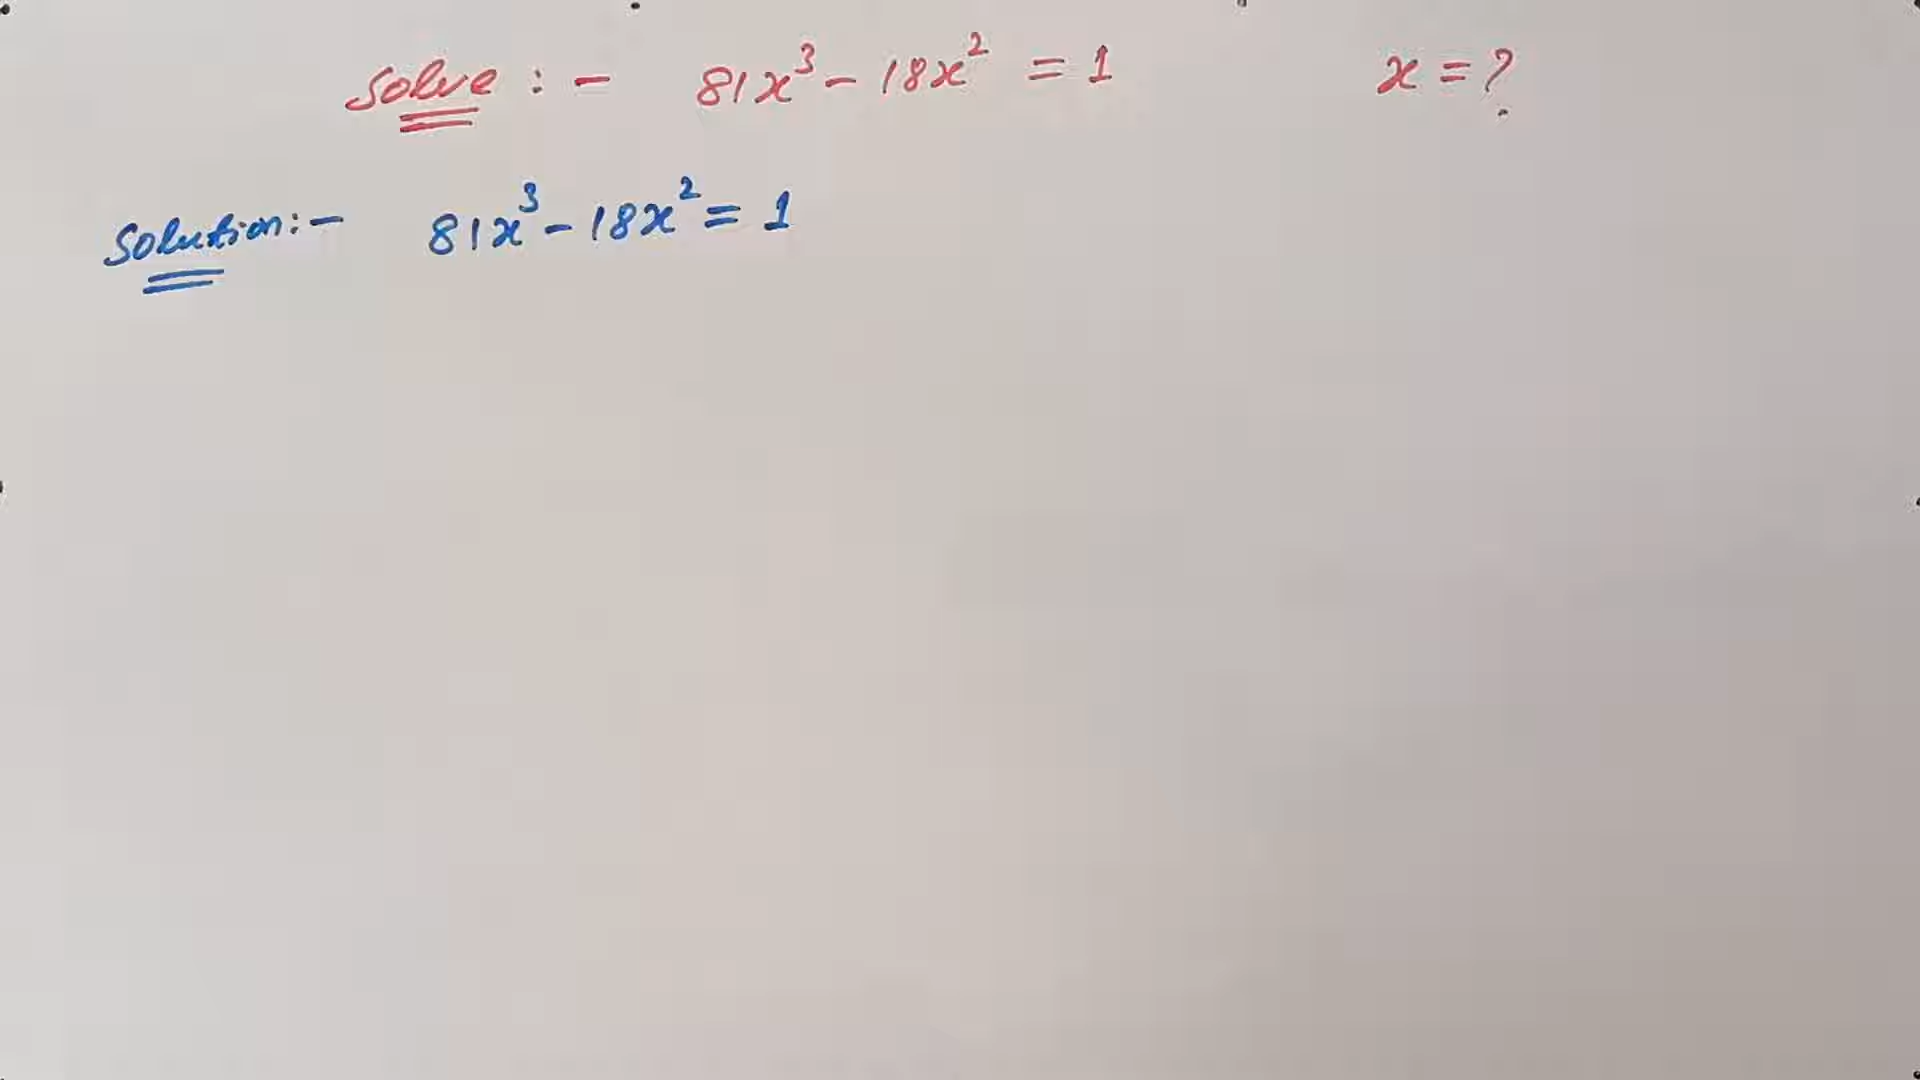 Solve :- 81x³ - 18x² = 1 x = ?
Solution:- 81x³ - 18x² = 1